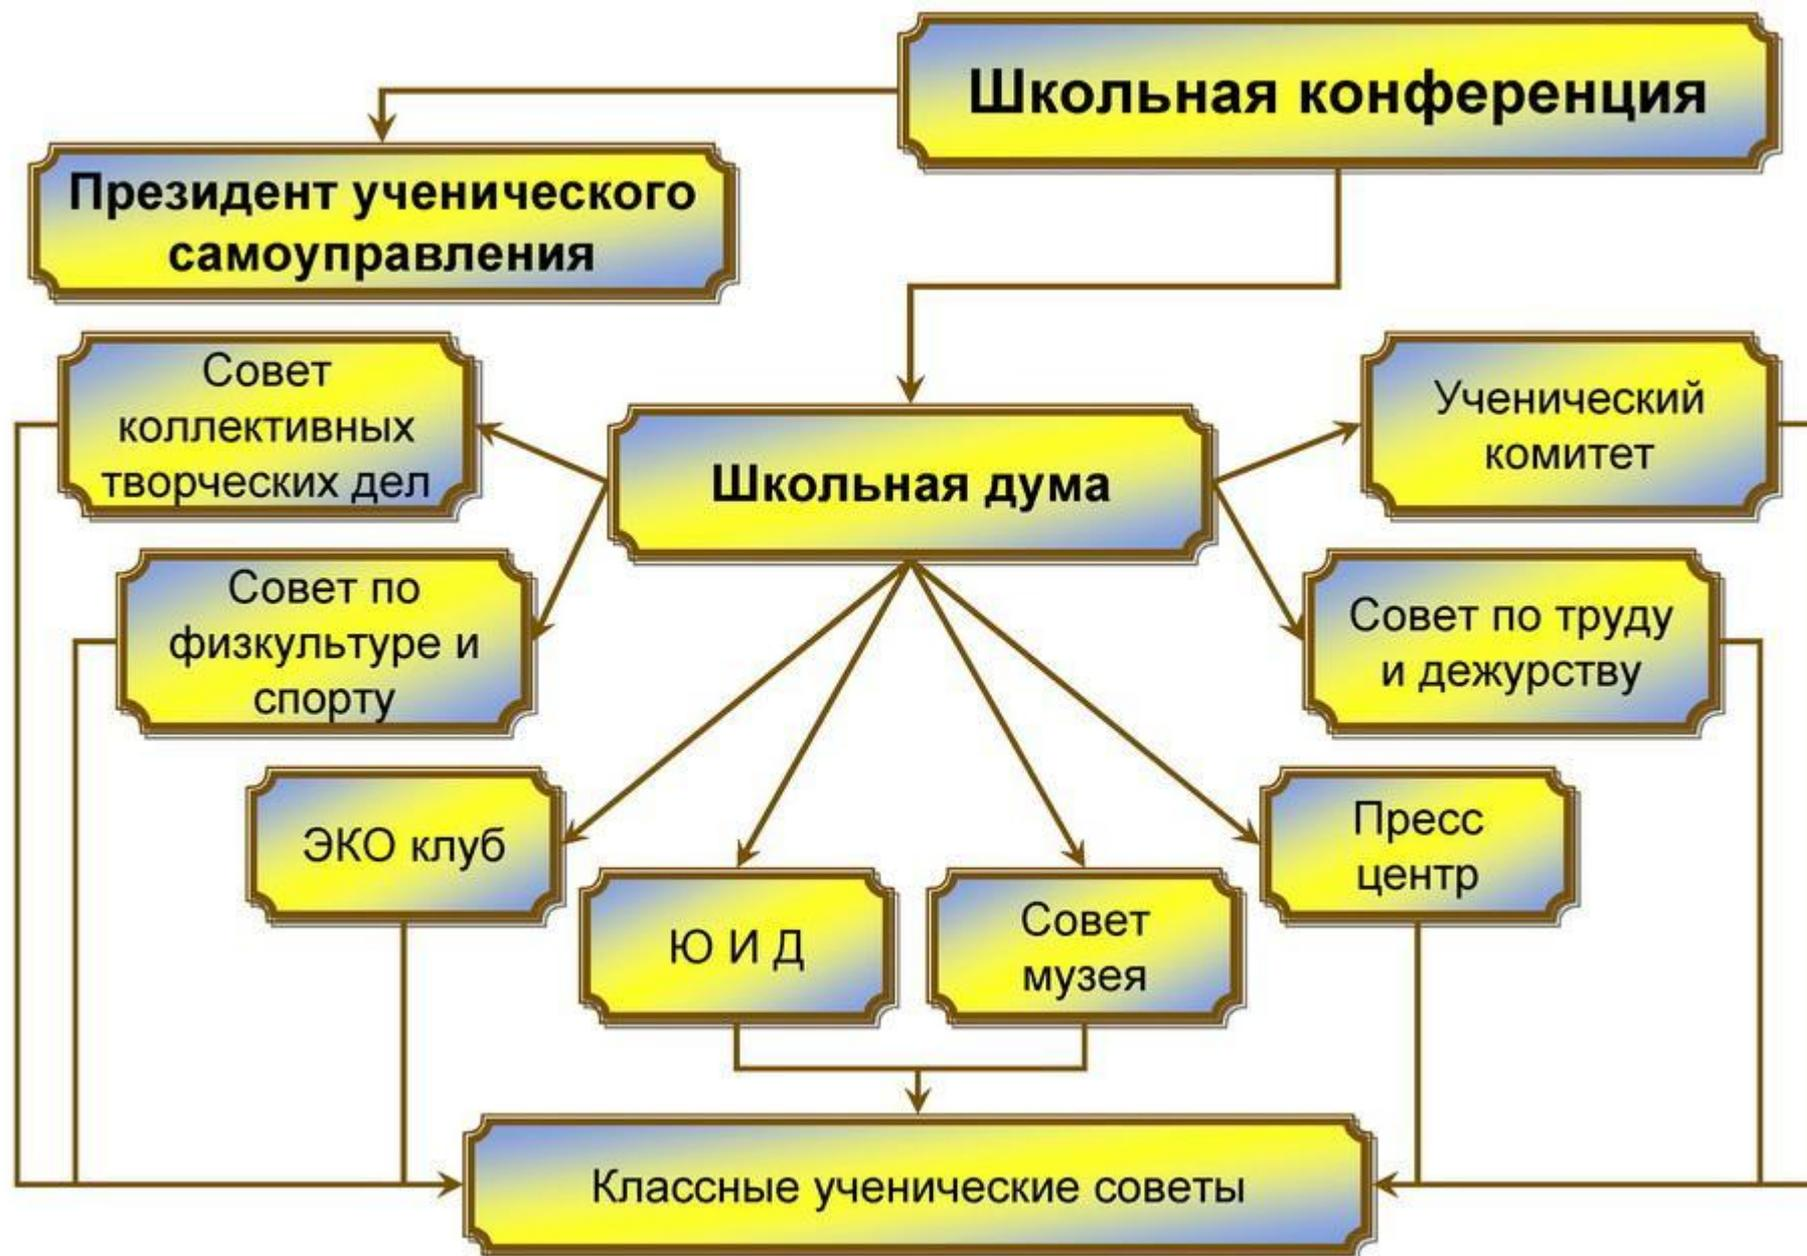 Школьная конференция
Президент ученического
самоуправления
Совет
коллективных
творческих дел
Школьная дума
Ученический
комитет
Совет по
физкультуре и
спорту
Совет по труду
и дежурству
ЭКО клуб
Ю И Д
Совет
музея
Пресс
центр
Классные ученические советы